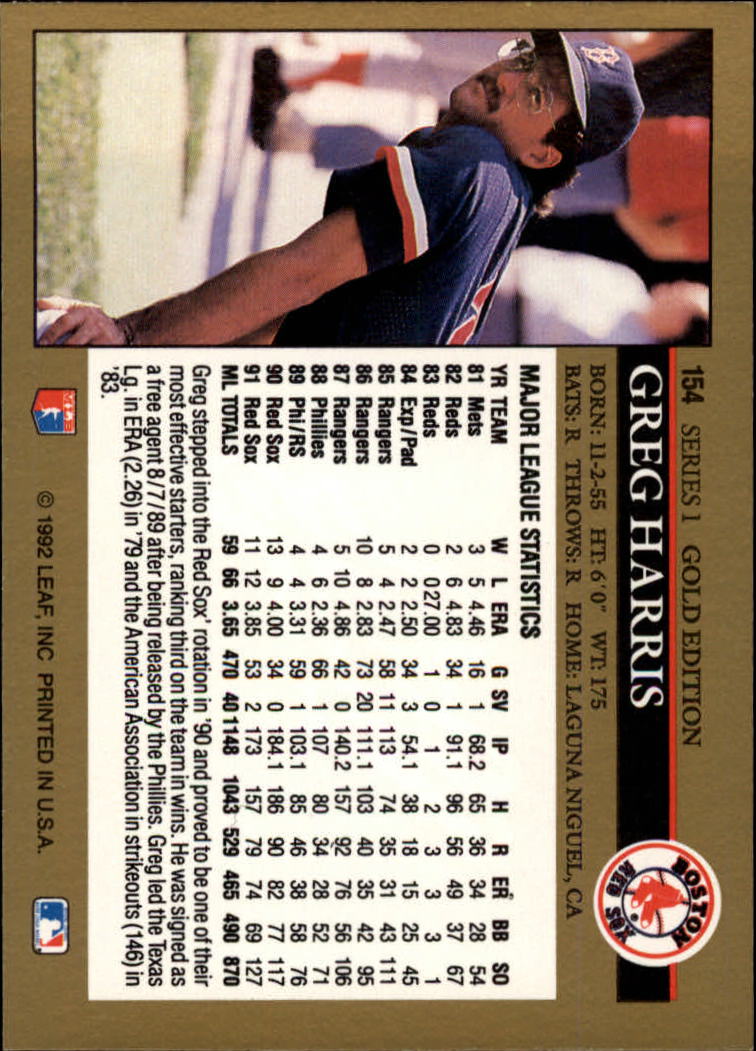 154 SERIES 1 GOLD EDITION
GREG HARRIS
BOSTON
RED SOX
BORN: 11-2-55 HT: 6'0" WT: 175
BATS: R THROWS: R HOME: LAGUNA NIGUEL, CA
MAJOR LEAGUE STATISTICS
YR TEAM W L ERA G SV IP H R ER BB SO
81 Mets 3 5 4.46 16 1 68.2 65 36 34 28 54
82 Reds 2 6 4.83 34 1 91.1 96 56 49 37 67
83 Reds 0 0 27.00 1 0 1 2 3 3 3 1
84 Exp/Pad 2 2 2.50 34 3 54.1 38 18 15 25 45
85 Rangers 5 4 2.47 58 11 113 74 35 31 43 111
86 Rangers 10 8 2.83 73 20 111.1 103 40 35 42 95
87 Rangers 5 10 4.86 42 0 140.2 157 92 76 56 106
88 Phillies 4 6 2.36 66 1 107 80 34 28 52 71
89 Phi/RS 4 4 3.31 59 1 103.1 85 46 38 58 76
90 Red Sox 13 9 4.00 34 0 184.1 186 90 82 77 117
91 Red Sox 11 12 3.85 53 2 173 157 79 74 69 127
ML TOTALS 59 66 3.65 470 40 1148 1043 529 465 490 870
Greg stepped into the Red Sox' rotation in '90 and proved to be one of their
most effective starters, ranking third on the team in wins. He was signed as
a free agent 8/7/89 after being released by the Phillies. Greg led the Texas
Lg. in ERA (2.26) in '79 and the American Association in strikeouts (146) in
'83.
© 1992 LEAF, INC PRINTED IN U.S.A.